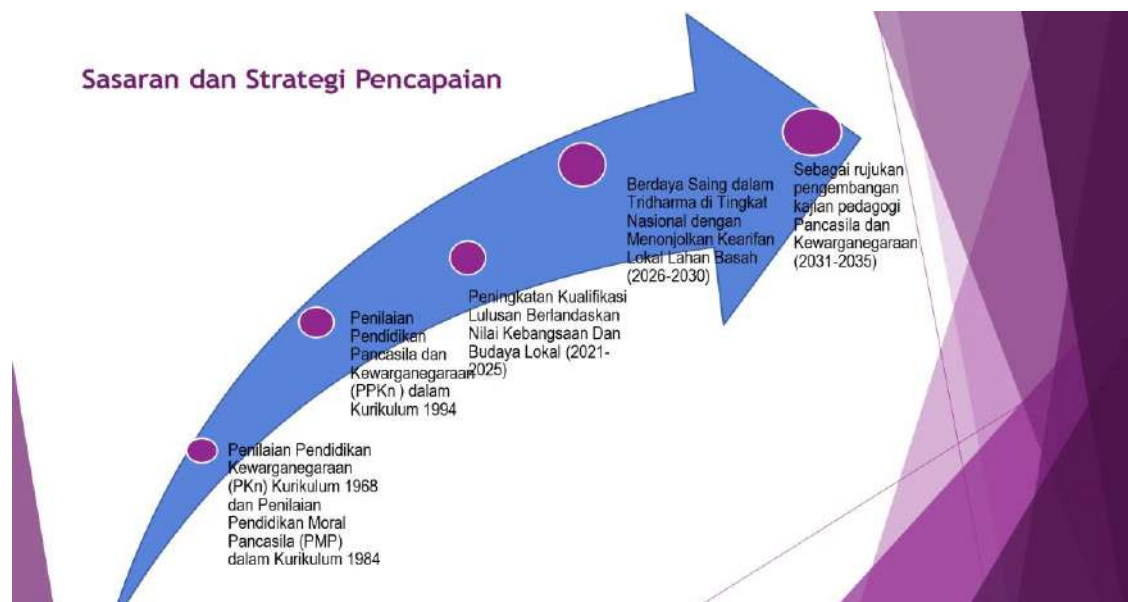 Sasaran dan Strategi Pencapaian
Penilaian Pendidikan
Kewarganegaraan
(PKn) Kurikulum 1968
dan Penilaian
Pendidikan Moral
Pancasila (PMP)
dalam Kurikulum 1984
Penilaian
Pendidikan
Pancasila dan
Kewarganegaraan
(PPKn ) dalam
Kurikulum 1994
Peningkatan Kualifikasi
Lulusan Berlandaskan
Nilai Kebangsaan Dan
Budaya Lokal (2021-
2025)
Berdaya Saing dalam
Tridharma di Tingkat
Nasional dengan
Menonjolkan Kearifan
Lokal Lahan Basah
(2026-2030)
Sebagai rujukan
pengembangan
kajian pedagogi
Pancasila dan
Kewarganegaraan
(2031-2035)